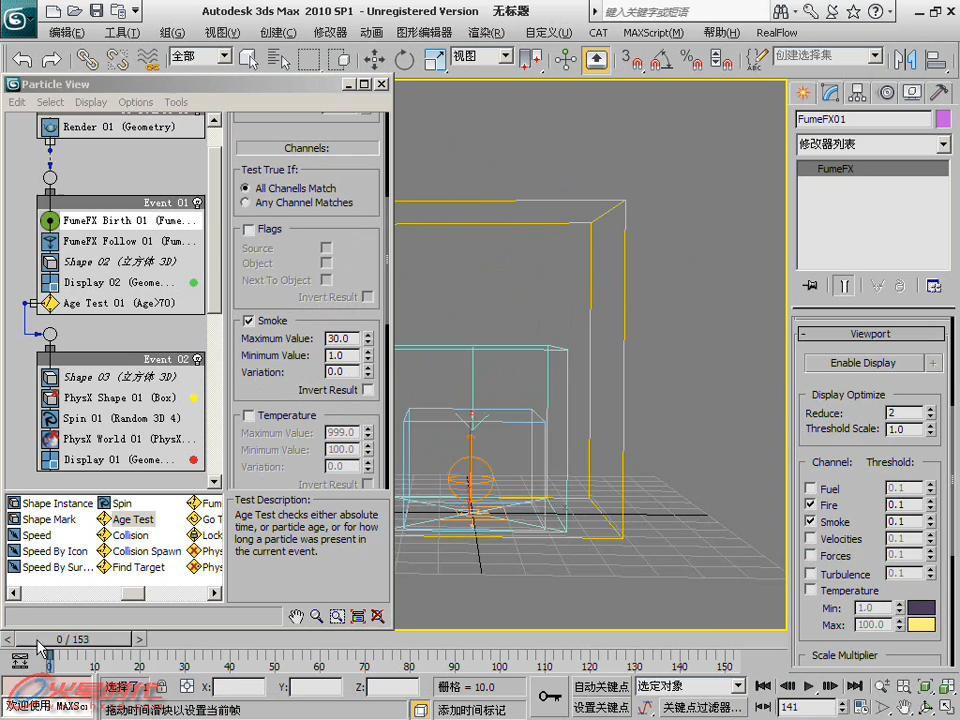 Autodesk 3ds Max 2010 SP1 - Unregistered Version 无标题
键入关键字或短语
编辑(E) 工具(T) 组(G) 视图(V) 创建(C) 修改器 动画 图形编辑器 渲染(R) 自定义(U) CAT MAXScript(M) 帮助(H) RealFlow
全部 视图 创建选择集
Particle View
Edit Select Display Options Tools
Render 01 (Geometry)
Event 01
FumeFX Birth 01 (Fume...
FumeFX Follow 01 (Fum...
Shape 02 (立方体 3D)
Display 02 (Geome...
Age Test 01 (Age>70)
Event 02
Shape 03 (立方体 3D)
PhysX Shape 01 (Box)
Spin 01 (Random 3D 4)
PhysX World 01 (PhysX...
Display 01 (Geome...
Channels:
Test True If:
All Chanells Match
Any Channel Matches
Flags
Source
Object
Next To Object
Invert Result
Smoke
Maximum Value: 30.0
Minimum Value: 1.0
Variation: 0.0
Invert Result
Temperature
Maximum Value: 999.0
Minimum Value: 100.0
Variation: 0.0
Invert Result
Shape Instance Spin Fum
Shape Mark Age Test Go T
Speed Collision Lock
Speed By Icon Collision Spawn Phys
Speed By Sur... Find Target Phys
Test Description:
Age Test checks either absolute
time, or particle age, or for how
long a particle was present in
the current event.
FumeFX01
修改器列表
FumeFX
- Viewport
Enable Display +
Display Optimize
Reduce: 2
Threshold Scale: 1.0
Channel: Threshold:
Fuel 0.1
Fire 0.1
Smoke 0.1
Velocities 0.1
Forces 0.1
Turbulence 0.1
Temperature
Min: 1.0
Max: 100.0
Scale Multiplier
< 0 / 153 >
0 10 20 30 40 50 60 70 80 90 100 110 120 130 140 150
选择了 1 X: Y: Z: 栅格 = 10.0 自动关键点 选定对象
欢迎使用 MAXSc 拖动时间滑块以设置当前帧 添加时间标记 设置关键点 关键点过滤器... 141